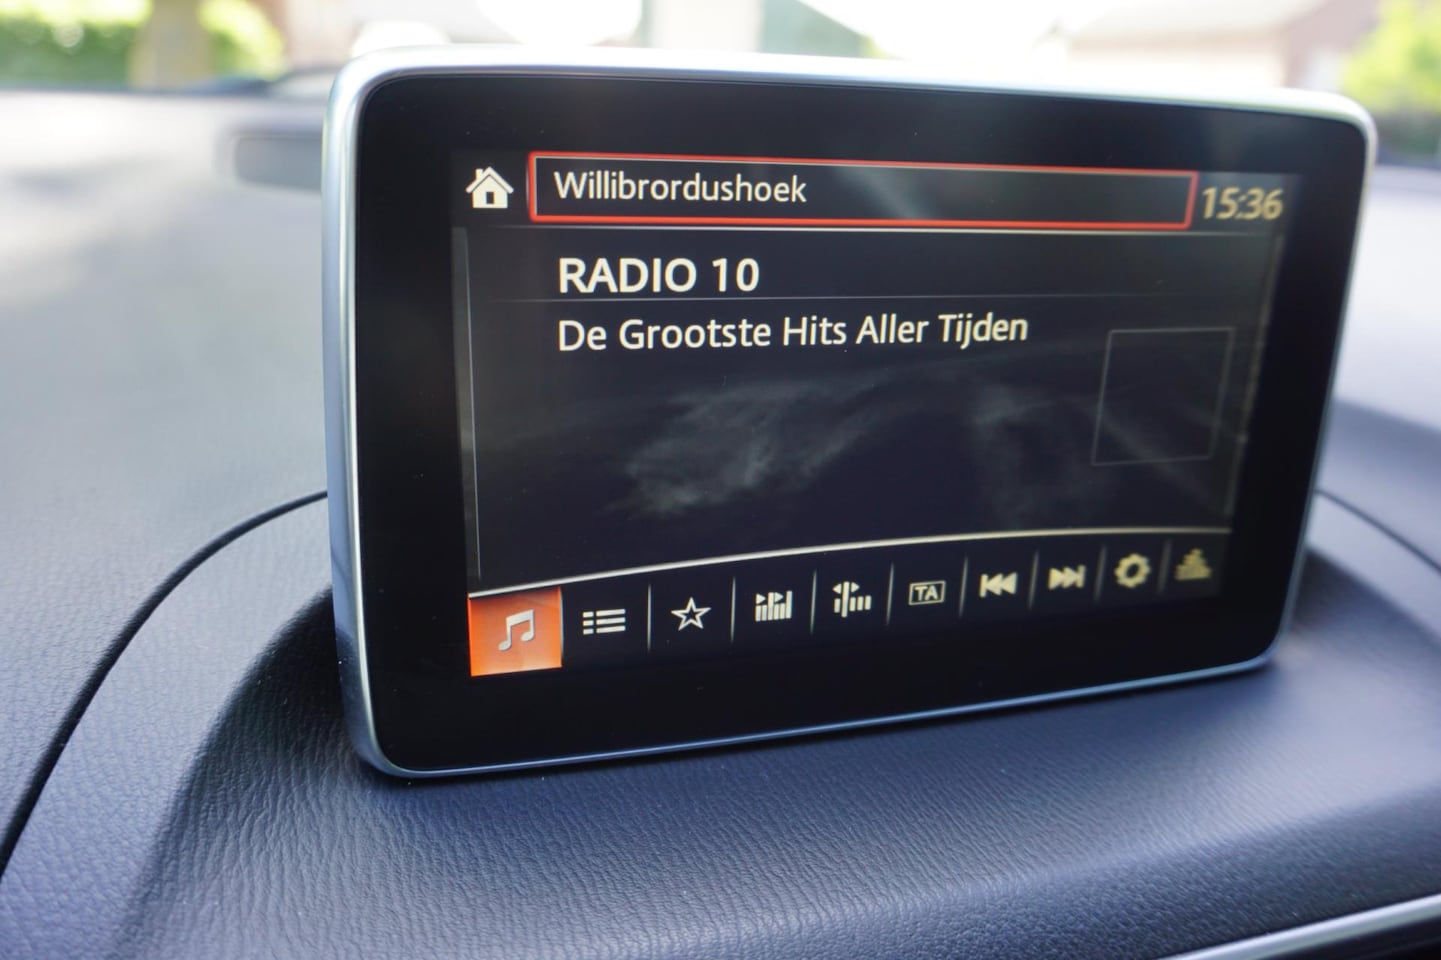 Willibrordushoek 15:36
RADIO 10
De Grootste Hits Aller Tijden
TA